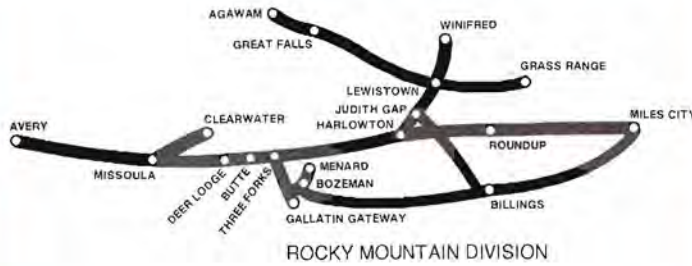 AGAWAM
WINIFRED
GREAT FALLS
GRASS RANGE
LEWISTOWN
CLEARWATER
JUDITH GAP
MILES CITY
AVERY
HARLOWTON
ROUNDUP
MISSOULA
MENARD
DEER LODGE
BUTTE
THREE FORKS
BOZEMAN
GALLATIN GATEWAY
BILLINGS
ROCKY MOUNTAIN DIVISION